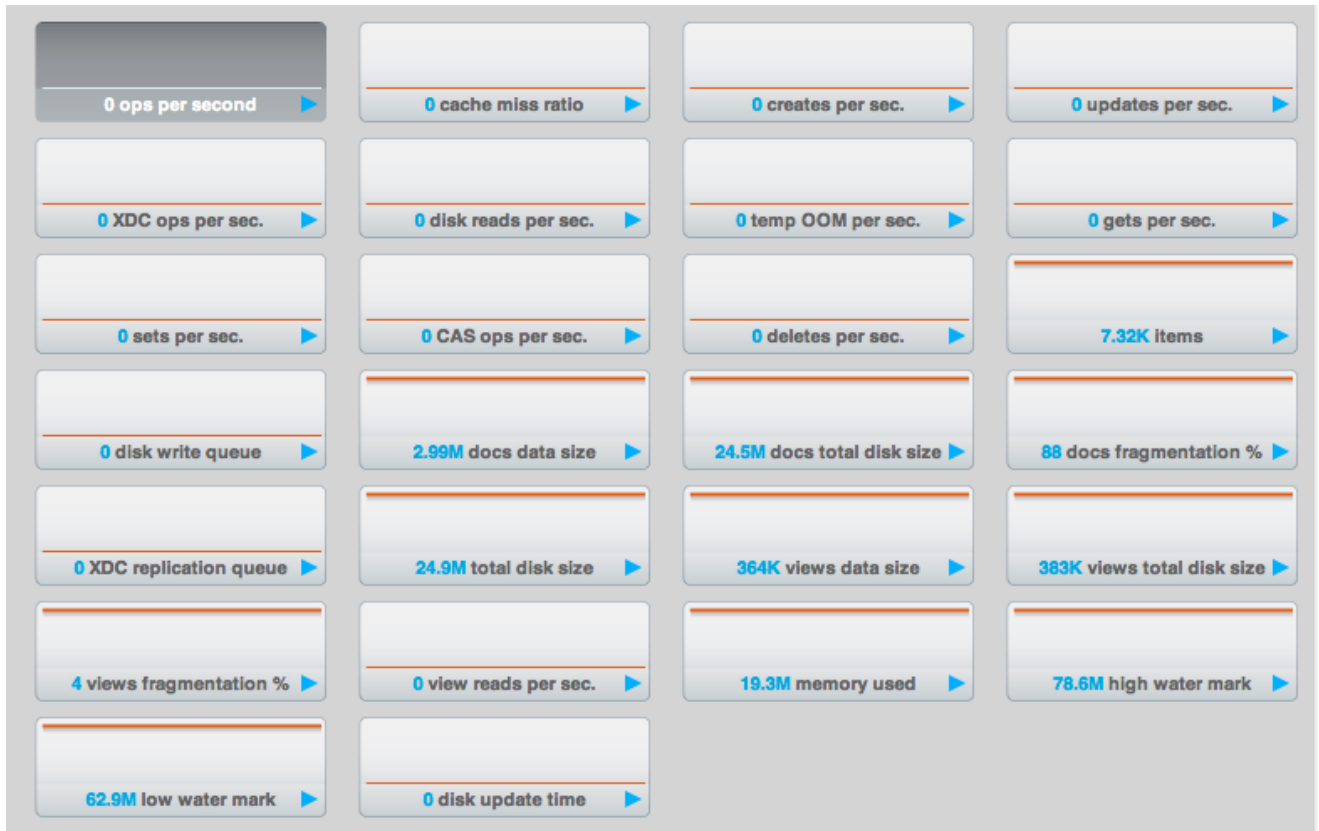 0 ops per second
0 cache miss ratio
0 creates per sec.
0 updates per sec.
0 XDC ops per sec.
0 disk reads per sec.
0 temp OOM per sec.
0 gets per sec.
0 sets per sec.
0 CAS ops per sec.
0 deletes per sec.
7.32K items
0 disk write queue
2.99M docs data size
24.5M docs total disk size
88 docs fragmentation %
0 XDC replication queue
24.9M total disk size
364K views data size
383K views total disk size
4 views fragmentation %
0 view reads per sec.
19.3M memory used
78.6M high water mark
62.9M low water mark
0 disk update time